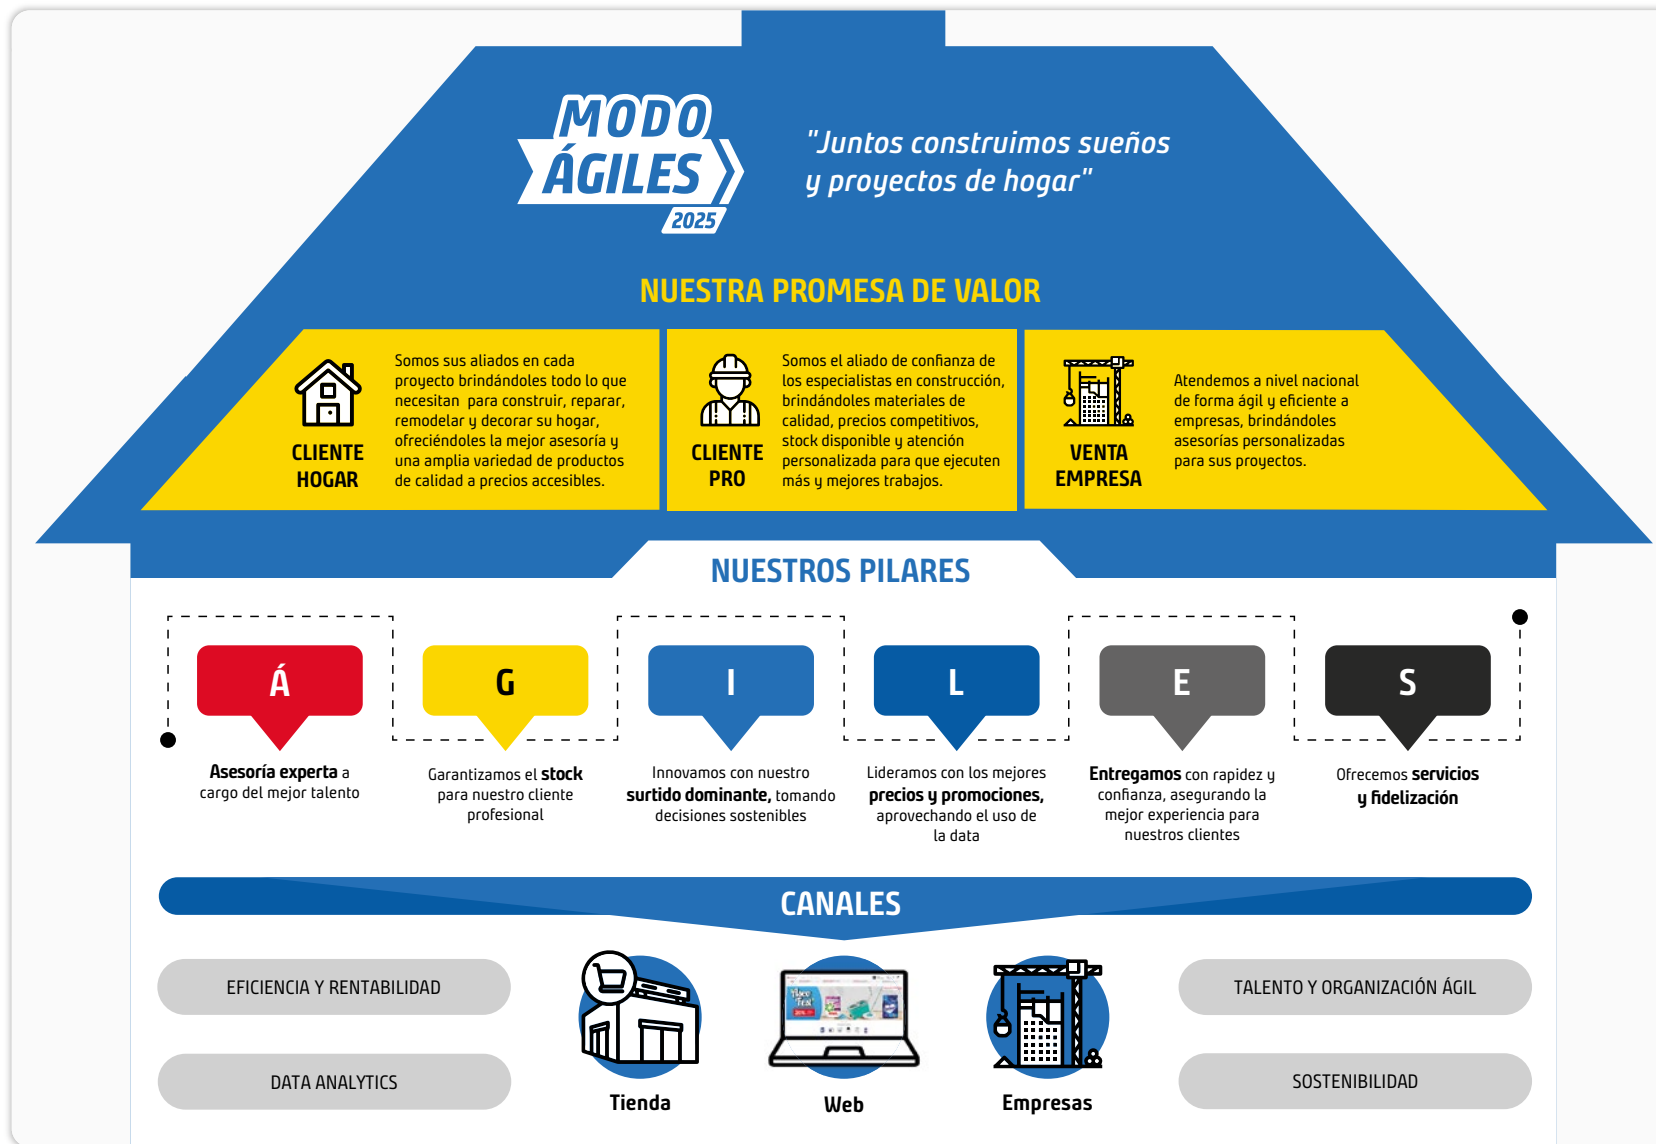 MODO
ÁGILES
2025
"Juntos construimos sueños
y proyectos de hogar"
NUESTRA PROMESA DE VALOR
CLIENTE
HOGAR
Somos sus aliados en cada
proyecto brindándoles todo lo que
necesitan para construir, reparar,
remodelar y decorar su hogar,
ofreciéndoles la mejor asesoría y
una amplia variedad de productos
de calidad a precios accesibles.
CLIENTE
PRO
Somos el aliado de confianza de
los especialistas en construcción,
brindándoles materiales de
calidad, precios competitivos,
stock disponible y atención
personalizada para que ejecuten
más y mejores trabajos.
VENTA
EMPRESA
Atendemos a nivel nacional
de forma ágil y eficiente a
empresas, brindándoles
asesorías personalizadas
para sus proyectos.
NUESTROS PILARES
Á
Asesoría experta a
cargo del mejor talento
G
Garantizamos el stock
para nuestro cliente
profesional
I
Innovamos con nuestro
surtido dominante, tomando
decisiones sostenibles
L
Lideramos con los mejores
precios y promociones,
aprovechando el uso de
la data
E
Entregamos con rapidez y
confianza, asegurando la
mejor experiencia para
nuestros clientes
S
Ofrecemos servicios
y fidelización
CANALES
EFICIENCIA Y RENTABILIDAD
DATA ANALYTICS
Tienda
Web
Empresas
TALENTO Y ORGANIZACIÓN ÁGIL
SOSTENIBILIDAD